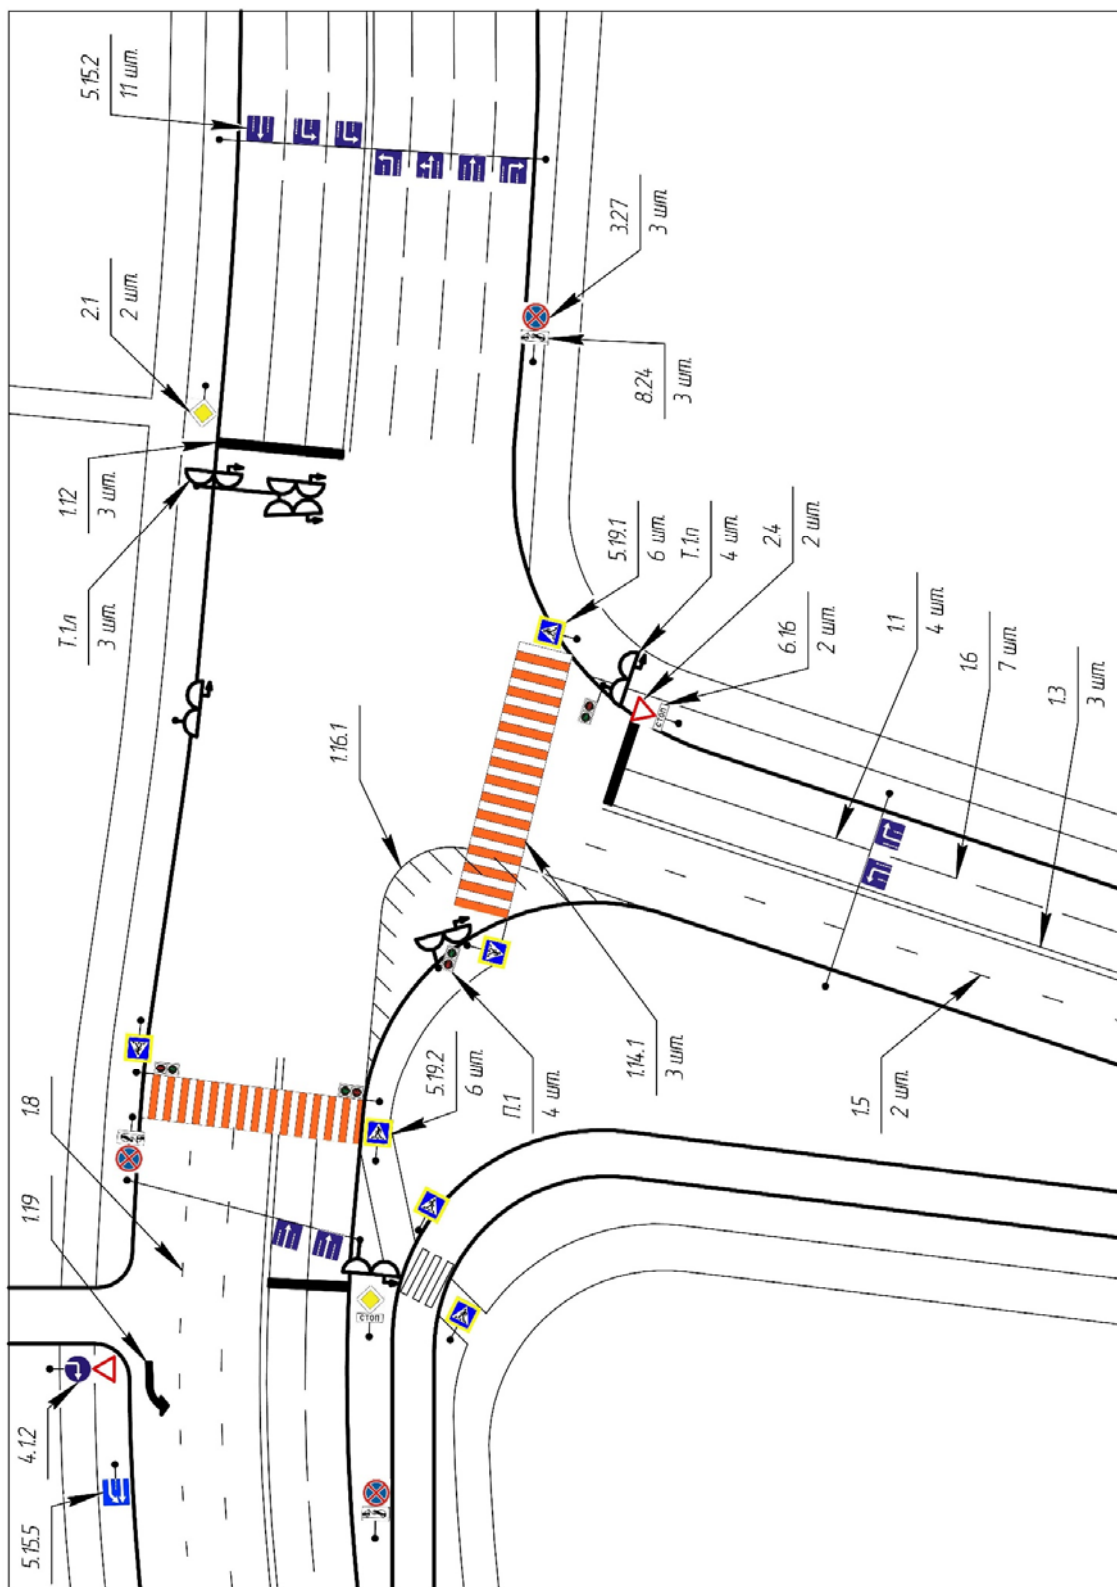 5.15.2
11 шт.
2.1
2 шт.
1.12
3 шт.
Т.1л
3 шт.
3.27
3 шт
8.24
3 шт.
5.19.1
6 шт
Т.1п
4 шт.
2.4
2 шт.
6.16
2 шт.
1.1
4 шт.
1.6
7 шт.
1.3
3 шт.
1.16.1
1.14.1
3 шт.
1.5
2 шт.
5.19.2
6 шт.
П.1
4 шт.
1.8
1.19
4.1.2
5.15.5
СТОП
СТОП